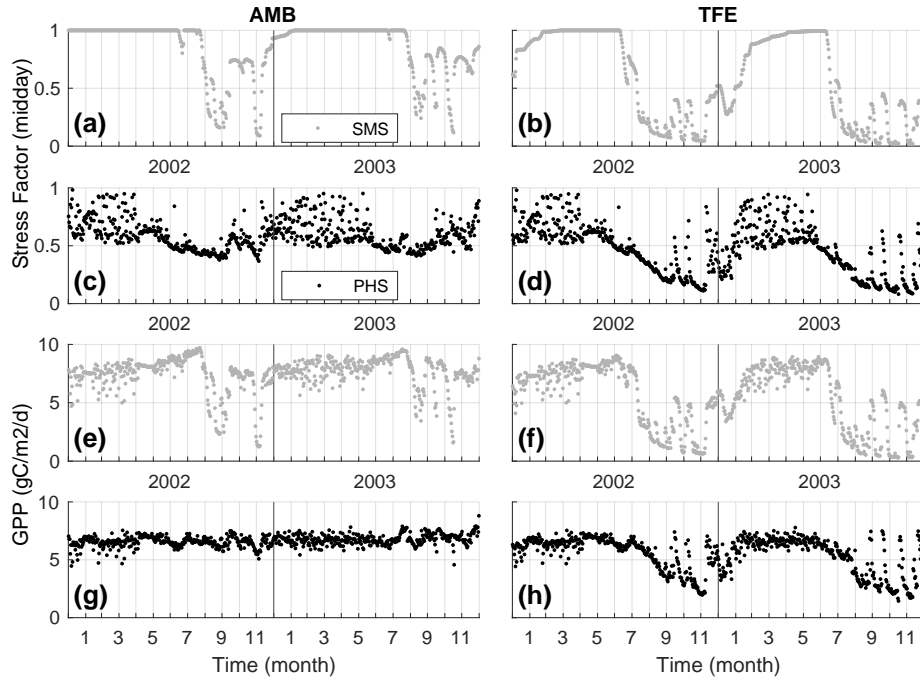 AMB TFE
Stress Factor (midday)
1
0.5
0
(a)
SMS
(b)
2002 2003 2002 2003
1
0.5
0
(c)
PHS
(d)
2002 2003 2002 2003
GPP (gC/m2/d)
10
5
0
(e)
(f)
2002 2003 2002 2003
10
5
0
(g)
(h)
1 3 5 7 9 11 1 3 5 7 9 11 1 3 5 7 9 11 1 3 5 7 9 11
Time (month) Time (month)